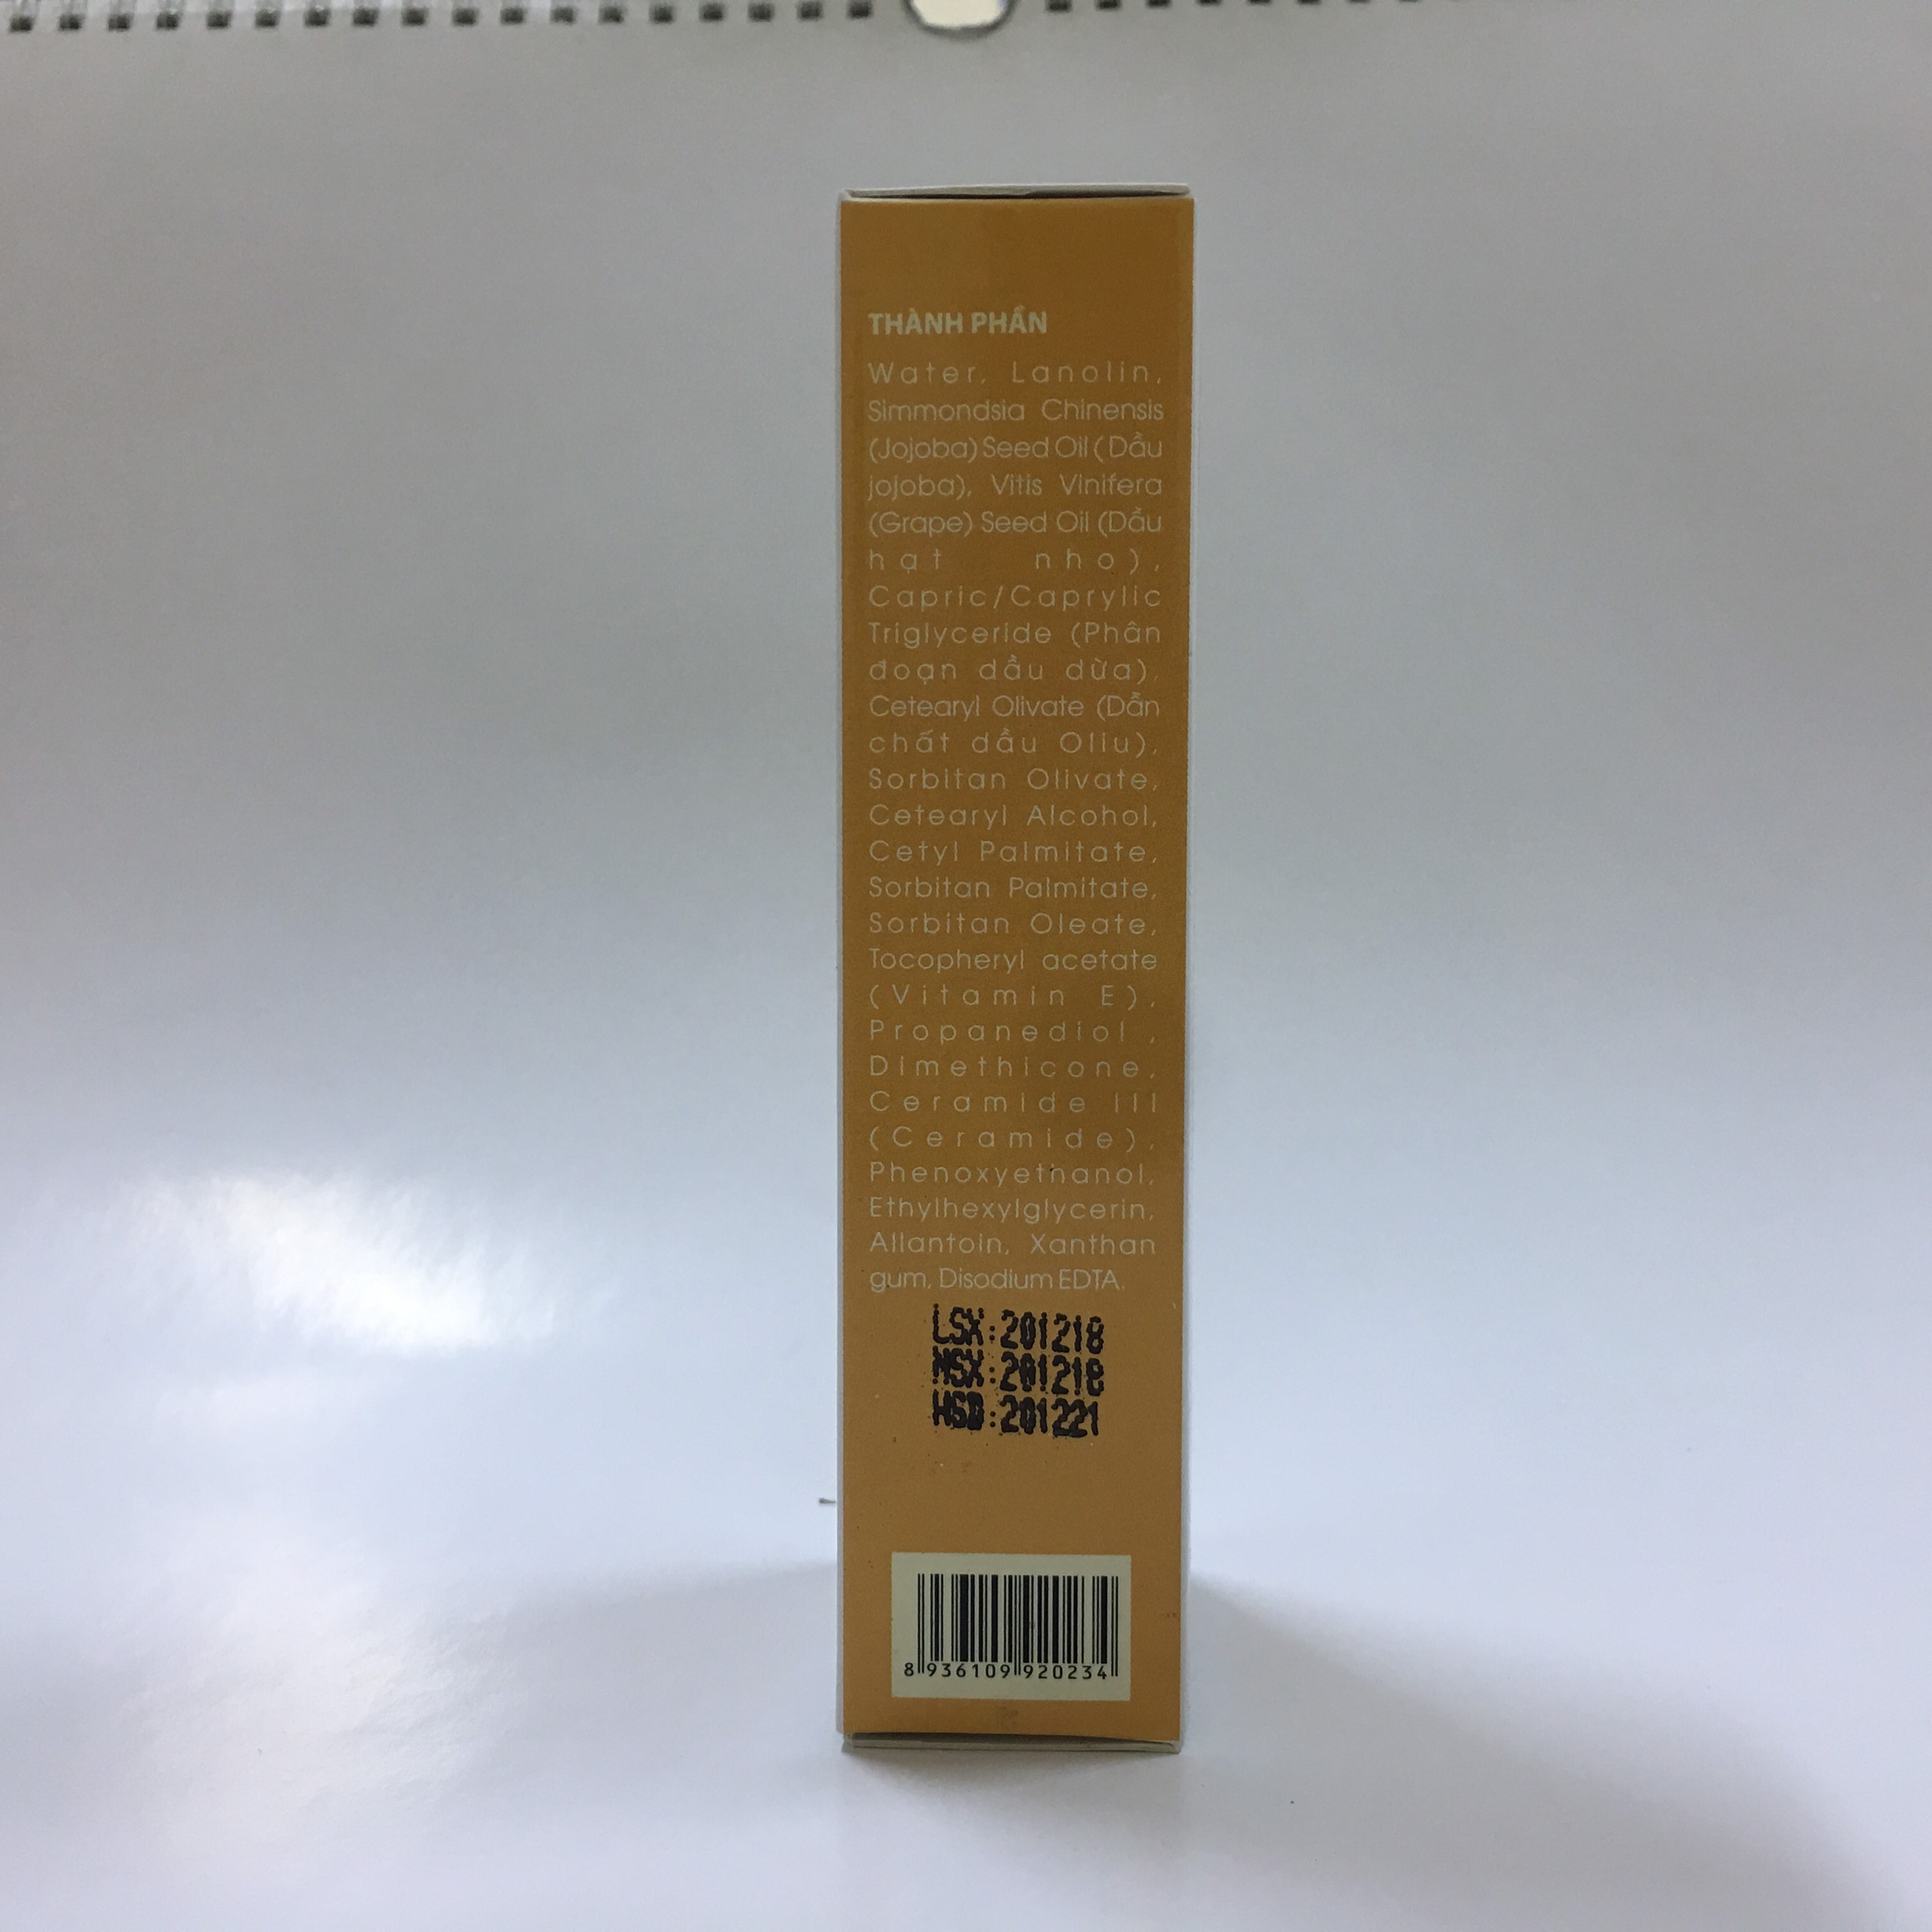 THÀNH PHẦN
Water, Lanolin,
Simmondsia Chinensis
(Jojoba) Seed Oil ( Dầu
jojoba), Vitis Vinifera
(Grape) Seed Oil (Dầu
hạt nho),
Capric/Caprylic
Triglyceride (Phân
đoạn dầu dừa),
Cetearyl Olivate (Dẫn
chất dầu Oliu),
Sorbitan Olivate,
Cetearyl Alcohol,
Cetyl Palmitate,
Sorbitan Palmitate,
Sorbitan Oleate,
Tocopheryl acetate
(Vitamin E),
Propanediol ,
Dimethicone,
Ceramide III
(Ceramide),
Phenoxyethanol,
Ethylhexylglycerin,
Allantoin, Xanthan
gum, Disodium EDTA.
LSX:201218
NSX:201218
HSD:201221
8 936109 920234